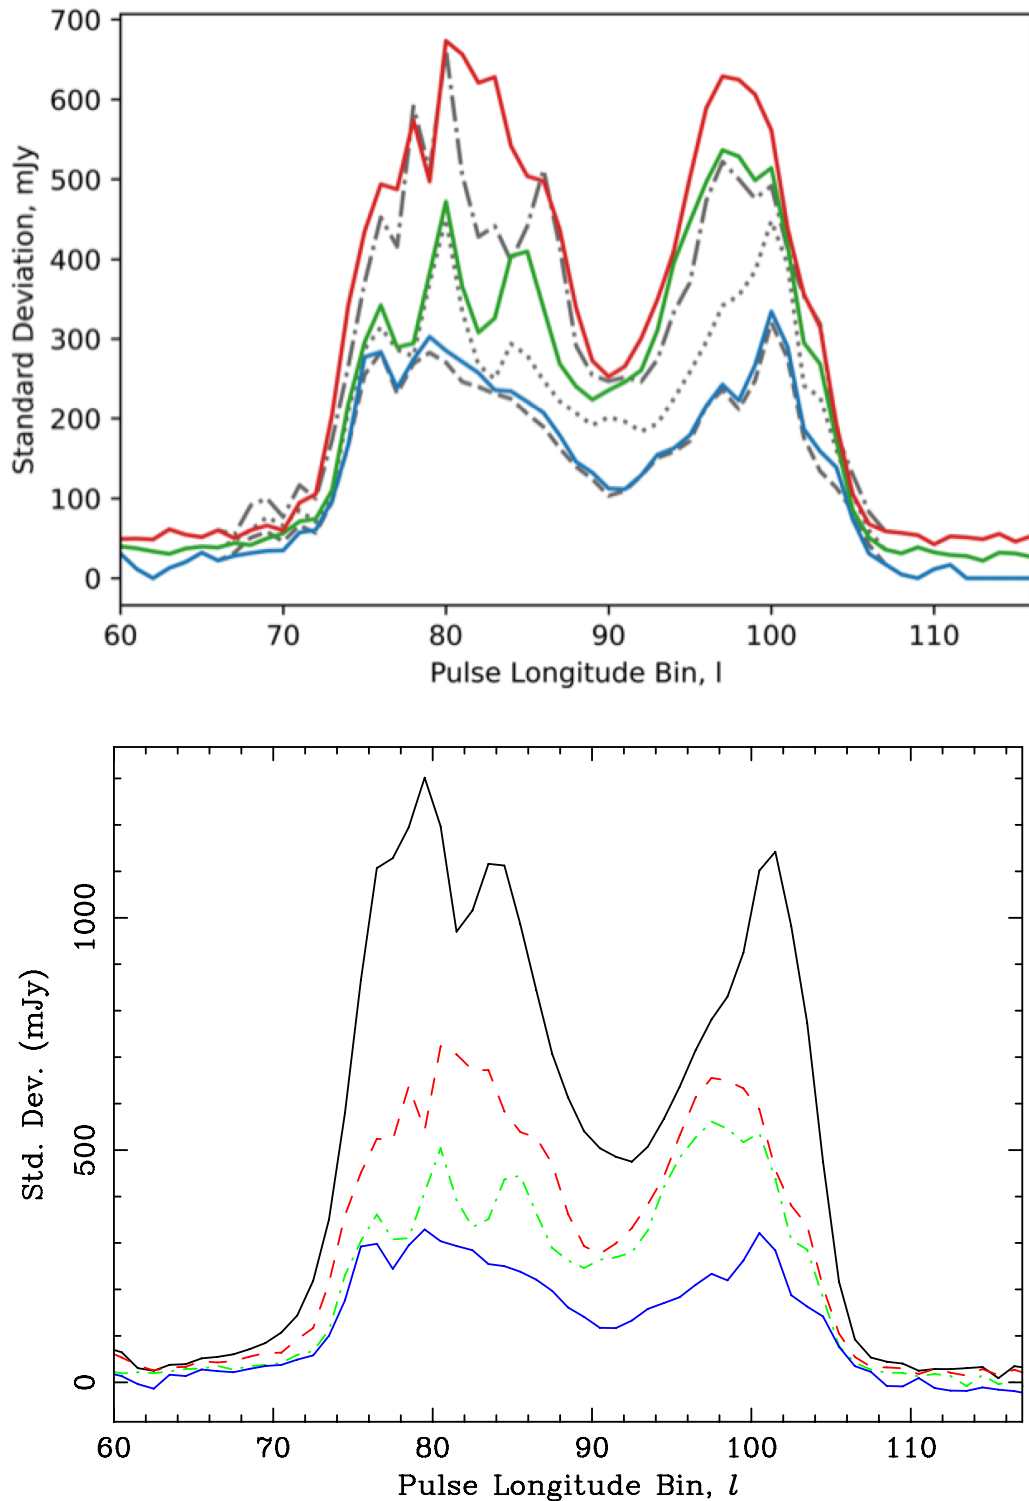 700
600
500
400
300
200
100
0
Standard Deviation, mJy
60 70 80 90 100 110
Pulse Longitude Bin, l
1000
500
0
Std. Dev. (mJy)
60 70 80 90 100 110
Pulse Longitude Bin, l